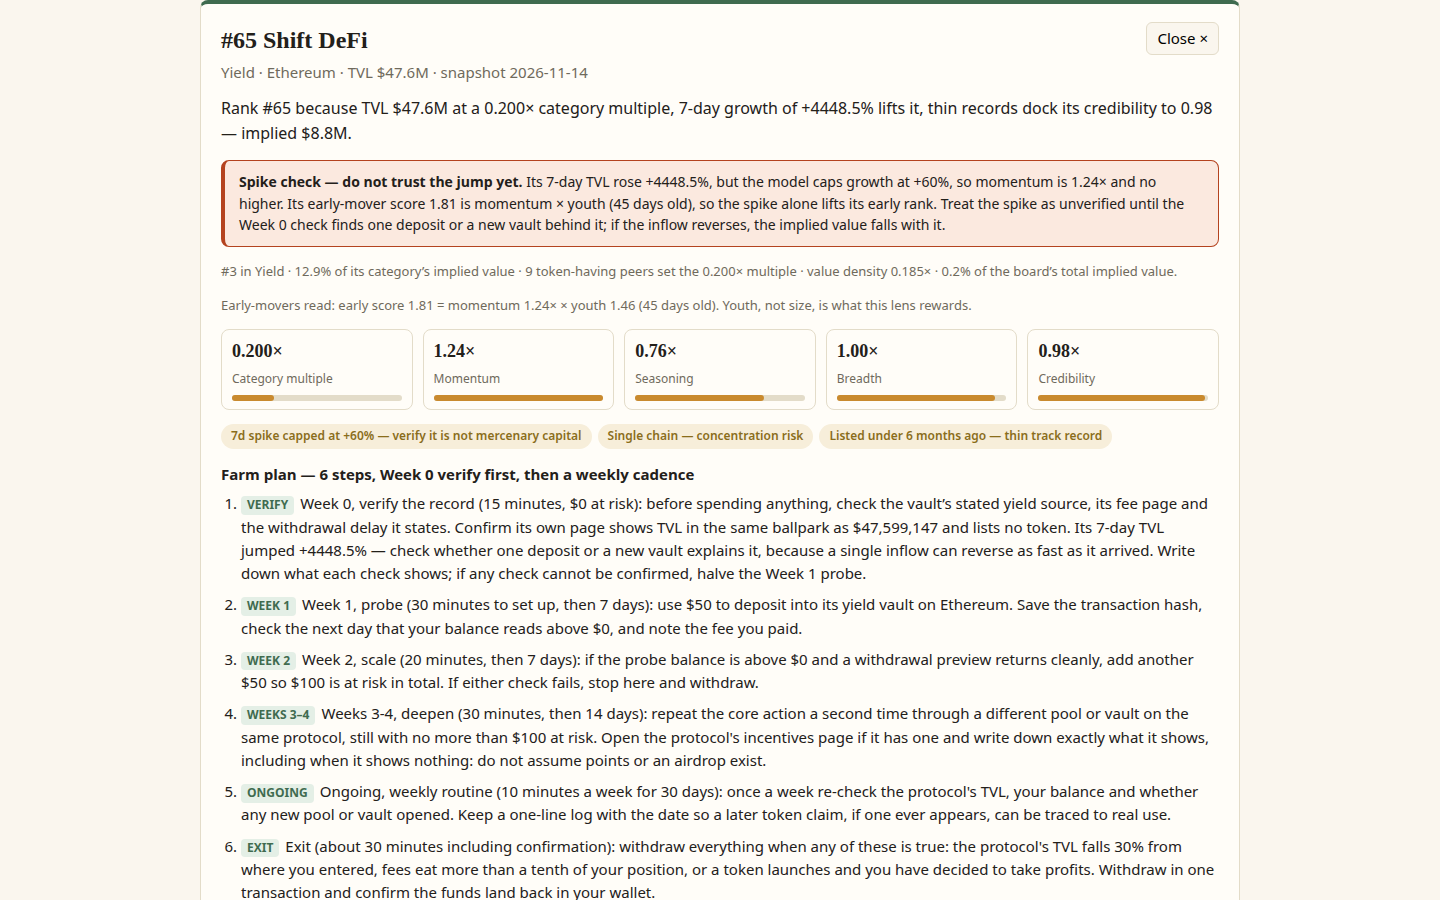 #65 Shift DeFi
Close ×
Yield · Ethereum · TVL $47.6M · snapshot 2026-11-14
Rank #65 because TVL $47.6M at a 0.200× category multiple, 7-day growth of +4448.5% lifts it, thin records dock its credibility to 0.98
— implied $8.8M.
Spike check — do not trust the jump yet. Its 7-day TVL rose +4448.5%, but the model caps growth at +60%, so momentum is 1.24× and no
higher. Its early-mover score 1.81 is momentum × youth (45 days old), so the spike alone lifts its early rank. Treat the spike as unverified until the
Week 0 check finds one deposit or a new vault behind it; if the inflow reverses, the implied value falls with it.
#3 in Yield · 12.9% of its category’s implied value · 9 token-having peers set the 0.200× multiple · value density 0.185× · 0.2% of the board’s total implied value.
Early-movers read: early score 1.81 = momentum 1.24× × youth 1.46 (45 days old). Youth, not size, is what this lens rewards.
0.200×
Category multiple
1.24×
Momentum
0.76×
Seasoning
1.00×
Breadth
0.98×
Credibility
7d spike capped at +60% — verify it is not mercenary capital
Single chain — concentration risk
Listed under 6 months ago — thin track record
Farm plan — 6 steps, Week 0 verify first, then a weekly cadence
1. VERIFY Week 0, verify the record (15 minutes, $0 at risk): before spending anything, check the vault’s stated yield source, its fee page and
the withdrawal delay it states. Confirm its own page shows TVL in the same ballpark as $47,599,147 and lists no token. Its 7-day TVL
jumped +4448.5% — check whether one deposit or a new vault explains it, because a single inflow can reverse as fast as it arrived. Write
down what each check shows; if any check cannot be confirmed, halve the Week 1 probe.
2. WEEK 1 Week 1, probe (30 minutes to set up, then 7 days): use $50 to deposit into its yield vault on Ethereum. Save the transaction hash,
check the next day that your balance reads above $0, and note the fee you paid.
3. WEEK 2 Week 2, scale (20 minutes, then 7 days): if the probe balance is above $0 and a withdrawal preview returns cleanly, add another
$50 so $100 is at risk in total. If either check fails, stop here and withdraw.
4. WEEKS 3–4 Weeks 3-4, deepen (30 minutes, then 14 days): repeat the core action a second time through a different pool or vault on the
same protocol, still with no more than $100 at risk. Open the protocol's incentives page if it has one and write down exactly what it shows,
including when it shows nothing: do not assume points or an airdrop exist.
5. ONGOING Ongoing, weekly routine (10 minutes a week for 30 days): once a week re-check the protocol's TVL, your balance and whether
any new pool or vault opened. Keep a one-line log with the date so a later token claim, if one ever appears, can be traced to real use.
6. EXIT Exit (about 30 minutes including confirmation): withdraw everything when any of these is true: the protocol's TVL falls 30% from
where you entered, fees eat more than a tenth of your position, or a token launches and you have decided to take profits. Withdraw in one
transaction and confirm the funds land back in your wallet.